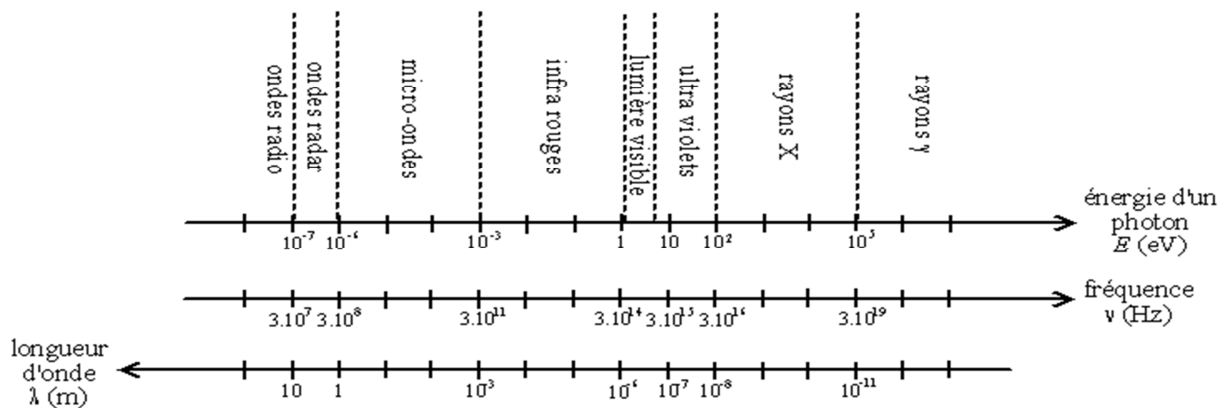 ondes radio
ondes radar
micro-ondes
infra rouges
lumière visible
ultra violets
rayons X
rayons γ
10⁻⁷ 10⁻⁶ 10⁻³ 1 10 10² 10⁵
énergie d'un
photon
E (eV)
3.10⁷ 3.10⁸ 3.10¹¹ 3.10¹⁴ 3.10¹⁵ 3.10¹⁶ 3.10¹⁹
fréquence
ν (Hz)
longueur
d'onde
λ (m)
10 1 10³ 10⁻⁶ 10⁻⁷ 10⁻⁸ 10⁻¹¹